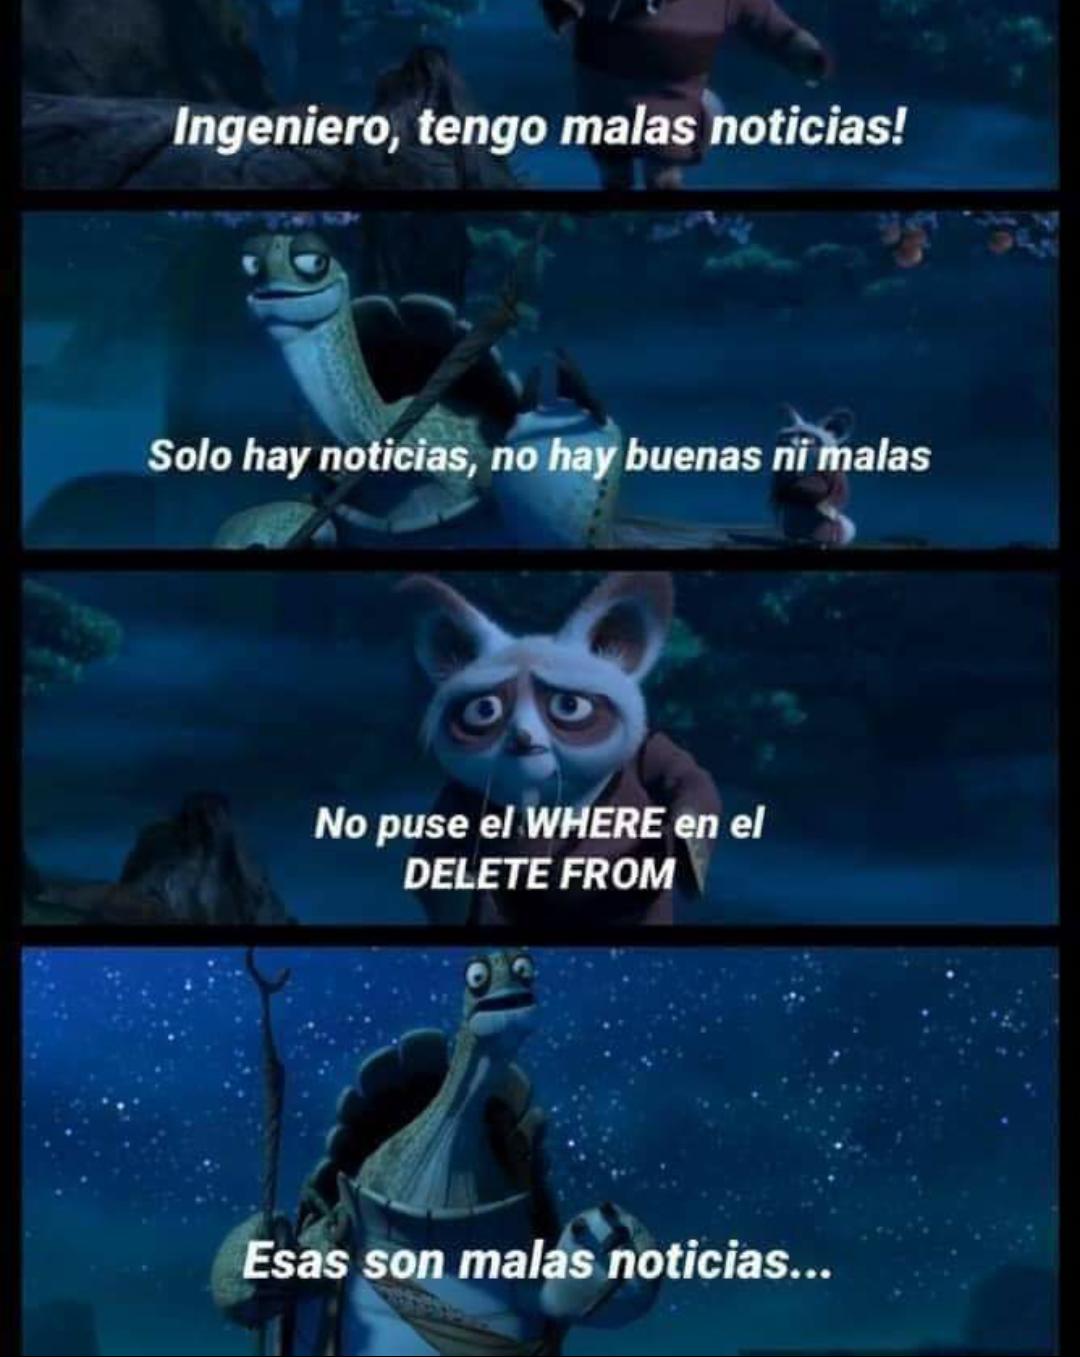 Ingeniero, tengo malas noticias!
Solo hay noticias, no hay buenas ni malas
No puse el WHERE en el
DELETE FROM
Esas son malas noticias...